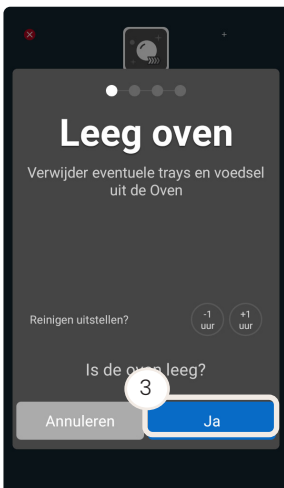 Leeg oven
Verwijder eventuele trays en voedsel
uit de Oven
Reinigen uitstellen?
-1
uur
+1
uur
Is de oven leeg?
3
Annuleren
Ja